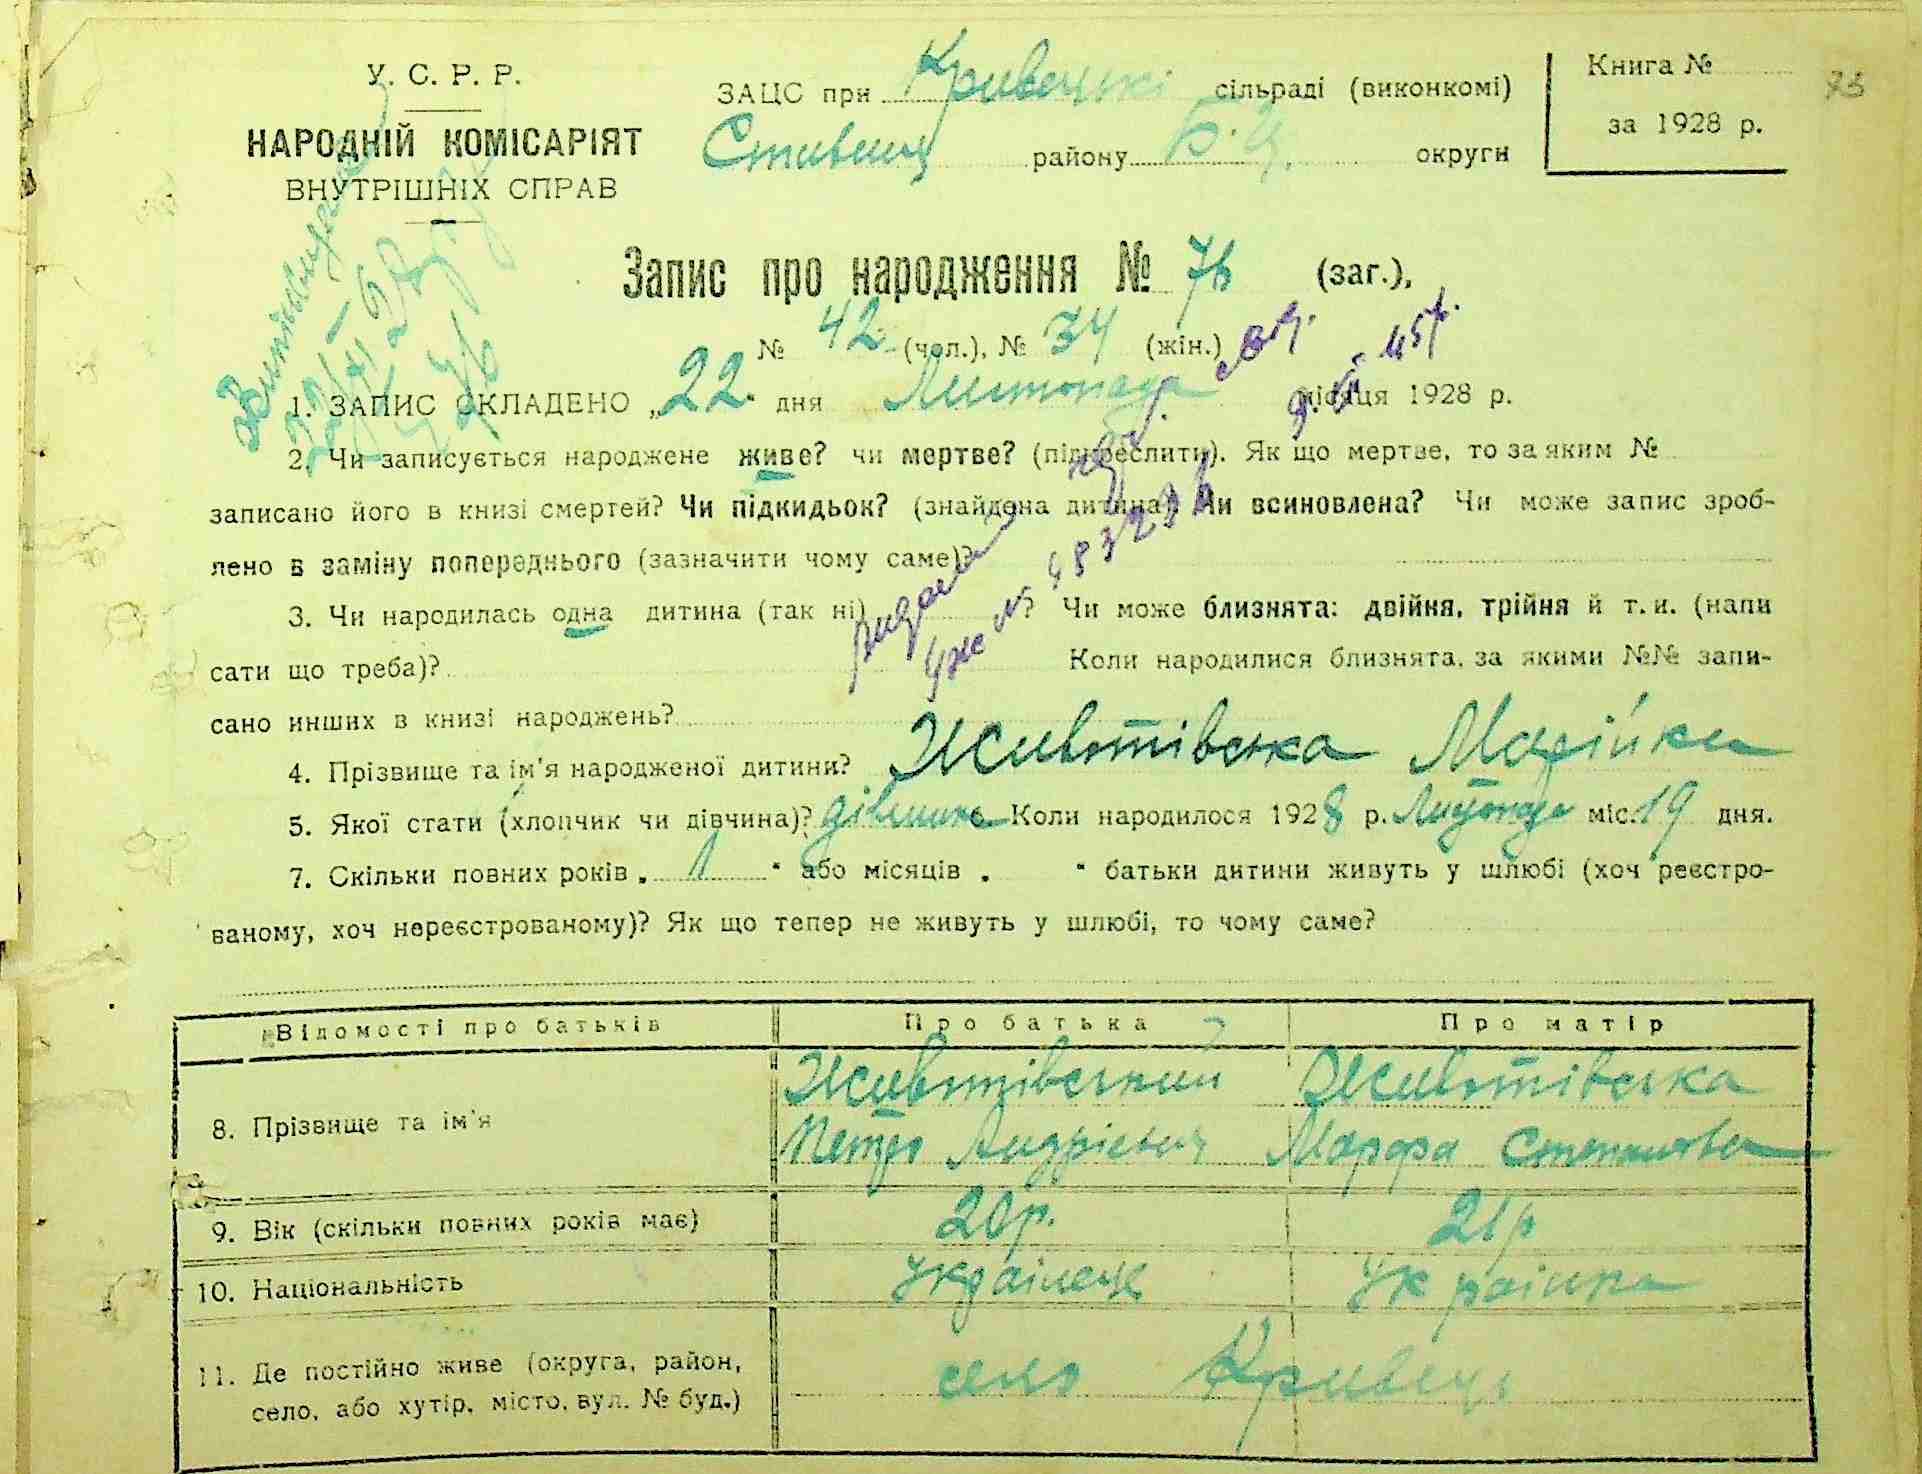 У. С. Р. Р.
НАРОДНІЙ КОМІСАРІЯТ
ВНУТРІШНІХ СПРАВ
ЗАЦС при Кривецькі сільраді (виконкомі)
району Б.Ц. округи
Книга №
за 1928 р.
73
Запис про народження № 76 (заг.),
№ 42 (чол.), № 34 (жін.)
1. ЗАПИС СКЛАДЕНО „22" дня Листопада місяця 1928 р.
2. Чи записується народжене живе? чи мертве? (підкреслити). Як що мертве, то за яким №
записано його в книзі смертей? Чи підкидьок? (знайдена дитина) Чи всиновлена? Чи може запис зроб-
лено в заміну попереднього (зазначити чому саме)?
3. Чи народилась одна дитина (так ні) ? Чи може близнята: двійня, трійня й т. и. (напи
сати що треба)? Коли народилися близнята, за якими №№ запи-
сано инших в книзі народжень?
4. Прізвище та ім'я народженої дитини? Животівська Марійка
5. Якої стати (хлопчик чи дівчина)? дівчина 6. Коли народилося 1928 р. Листопада міс. 19 дня.
7. Скільки повних років „ 1 " або місяців „ " батьки дитини живуть у шлюбі (хоч реєстро-
ваному, хоч нереєстрованому)? Як що тепер не живуть у шлюбі, то чому саме?
Відомості про батьків Про батька Про матір
8. Прізвище та ім'я Животівський Петро Андрієвич Животівська Марфа Степановна
9. Вік (скільки повних років має) 20р. 21р
10. Національність українець українка
11. Де постійно живе (округа, район,
село, або хутір, місто, вул. № буд.) село Кривець